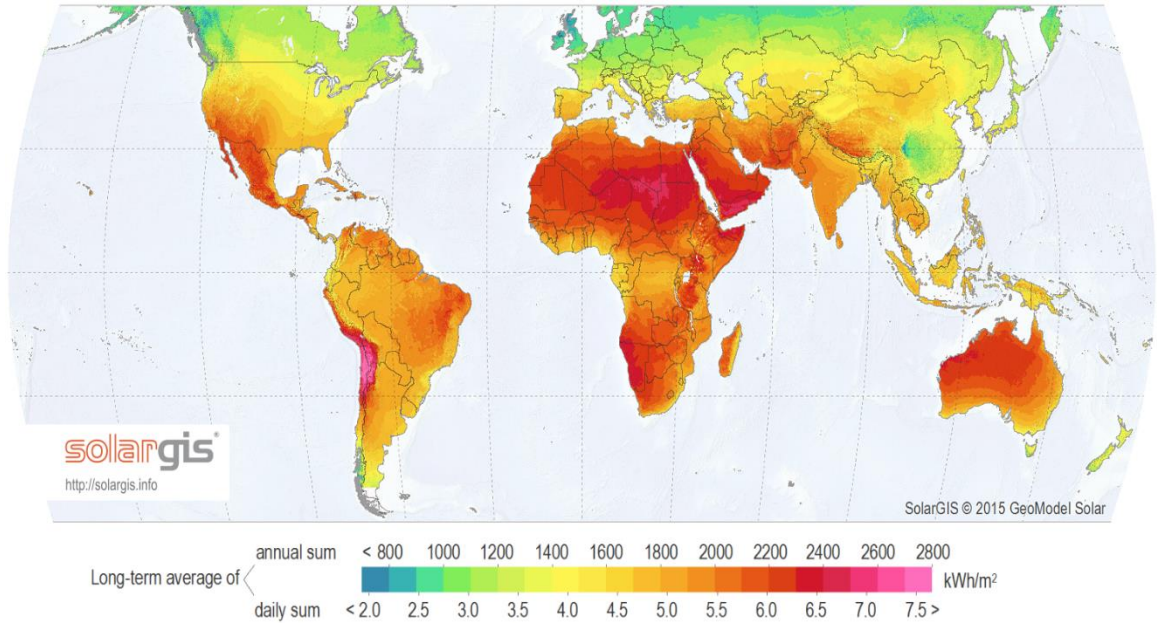 solargis®
http://solargis.info
SolarGIS © 2015 GeoModel Solar
annual sum < 800 1000 1200 1400 1600 1800 2000 2200 2400 2600 2800
Long-term average of kWh/m²
daily sum < 2.0 2.5 3.0 3.5 4.0 4.5 5.0 5.5 6.0 6.5 7.0 7.5 >